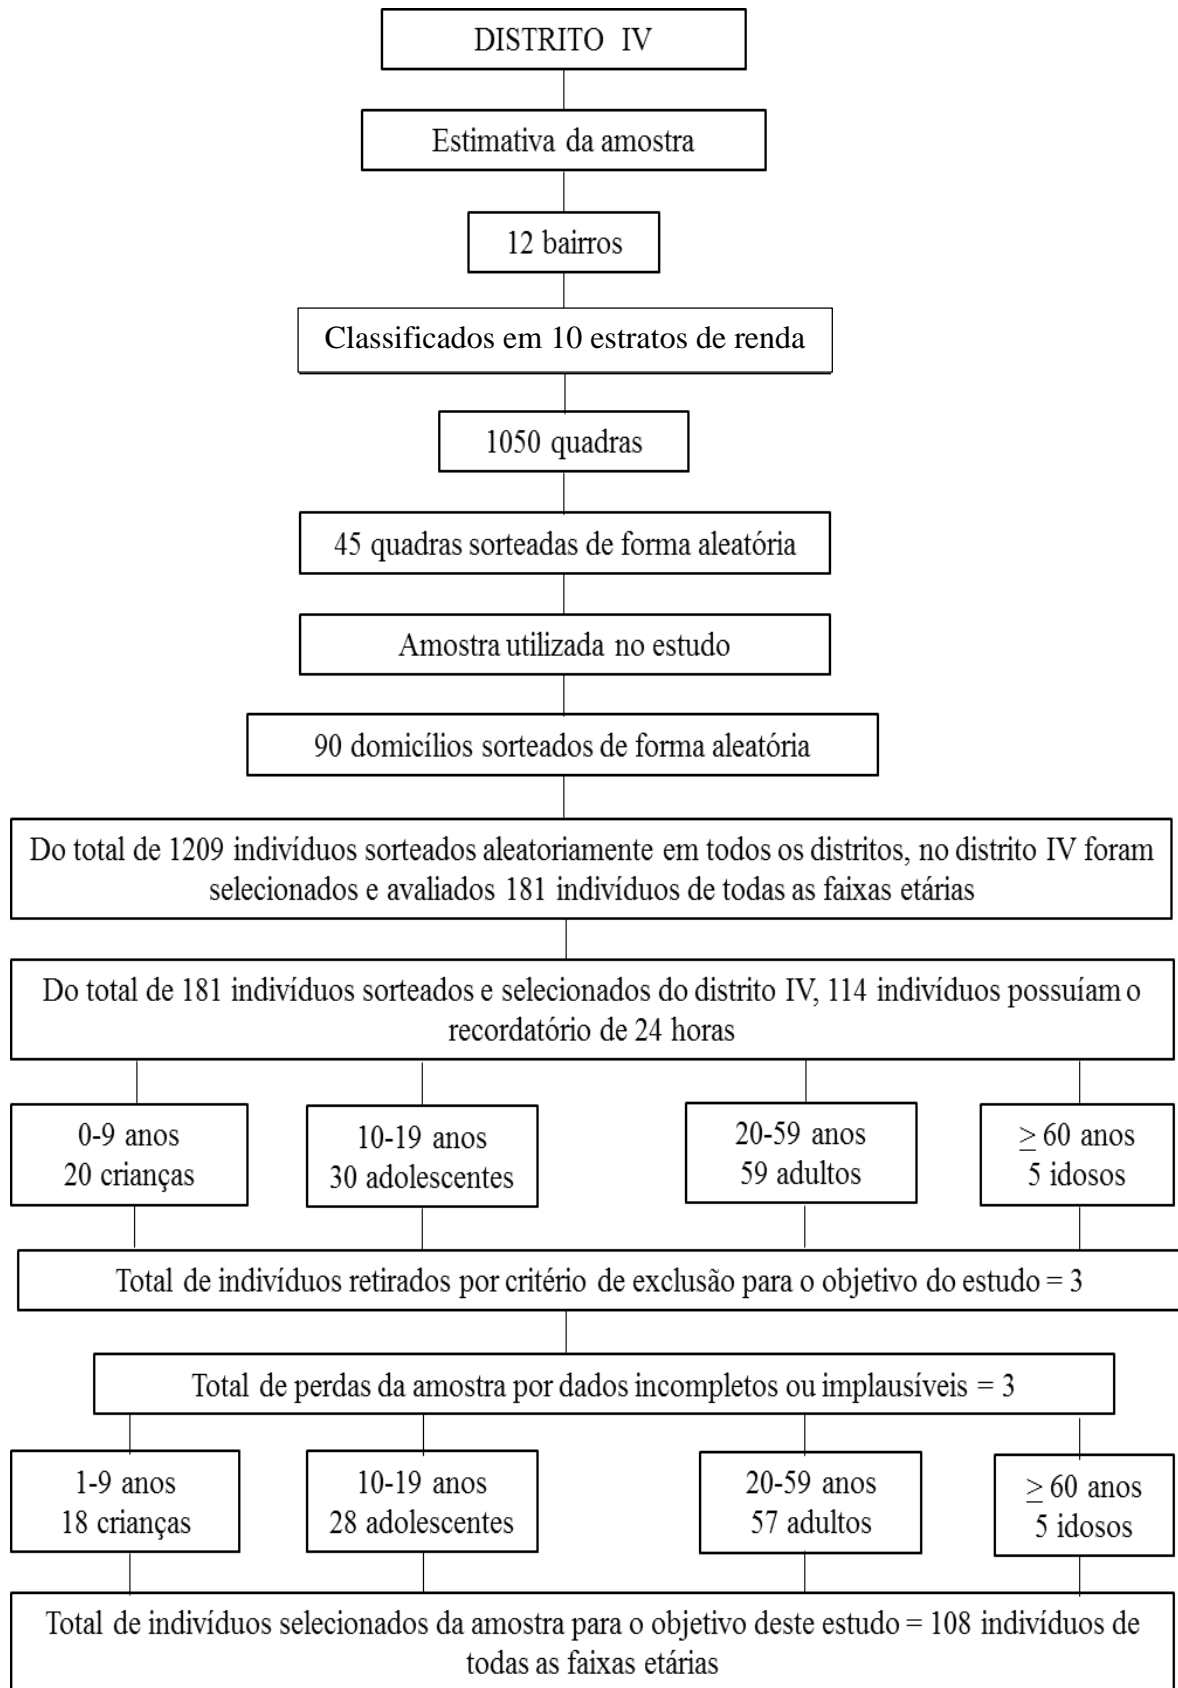 DISTRITO IV
Estimativa da amostra
12 bairros
Classificados em 10 estratos de renda
1050 quadras
45 quadras sorteadas de forma aleatória
Amostra utilizada no estudo
90 domicílios sorteados de forma aleatória
Do total de 1209 indivíduos sorteados aleatoriamente em todos os distritos, no distrito IV foram
selecionados e avaliados 181 indivíduos de todas as faixas etárias
Do total de 181 indivíduos sorteados e selecionados do distrito IV, 114 indivíduos possuíam o
recordatório de 24 horas
0-9 anos
20 crianças
10-19 anos
30 adolescentes
20-59 anos
59 adultos
≥ 60 anos
5 idosos
Total de indivíduos retirados por critério de exclusão para o objetivo do estudo = 3
Total de perdas da amostra por dados incompletos ou implausíveis = 3
1-9 anos
18 crianças
10-19 anos
28 adolescentes
20-59 anos
57 adultos
≥ 60 anos
5 idosos
Total de indivíduos selecionados da amostra para o objetivo deste estudo = 108 indivíduos de
todas as faixas etárias